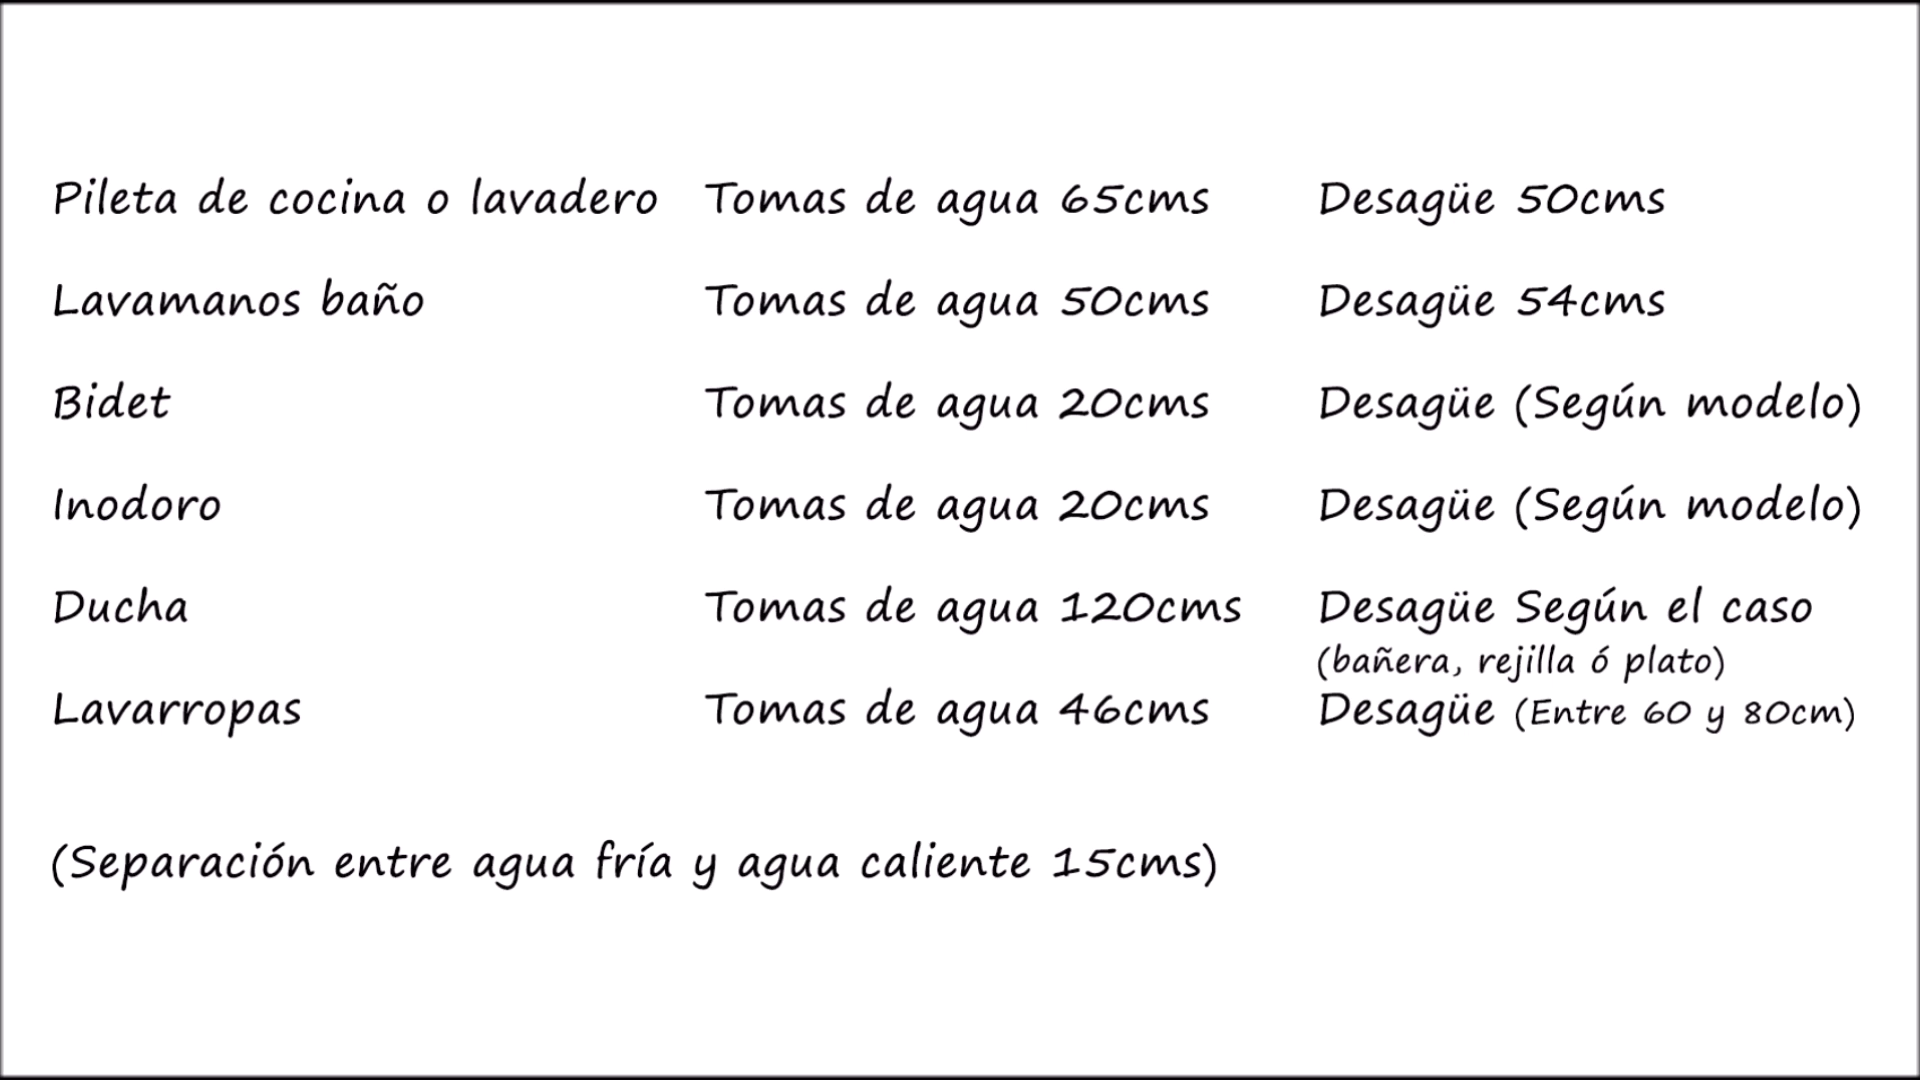 Pileta de cocina o lavadero Tomas de agua 65cms Desagüe 50cms
Lavamanos baño Tomas de agua 50cms Desagüe 54cms
Bidet Tomas de agua 20cms Desagüe (Según modelo)
Inodoro Tomas de agua 20cms Desagüe (Según modelo)
Ducha Tomas de agua 120cms Desagüe Según el caso
(bañera, rejilla ó plato)
Lavarropas Tomas de agua 46cms Desagüe (Entre 60 y 80cm)
(Separación entre agua fría y agua caliente 15cms)